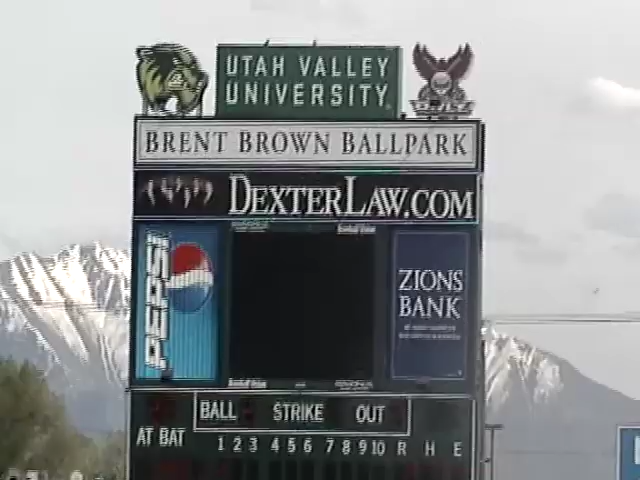 UTAH VALLEY
UNIVERSITY
BRENT BROWN BALLPARK
DEXTERLAW.COM
PEPSI
ZIONS
BANK
BALL STRIKE OUT
AT BAT
1 2 3 4 5 6 7 8 9 10 R H E